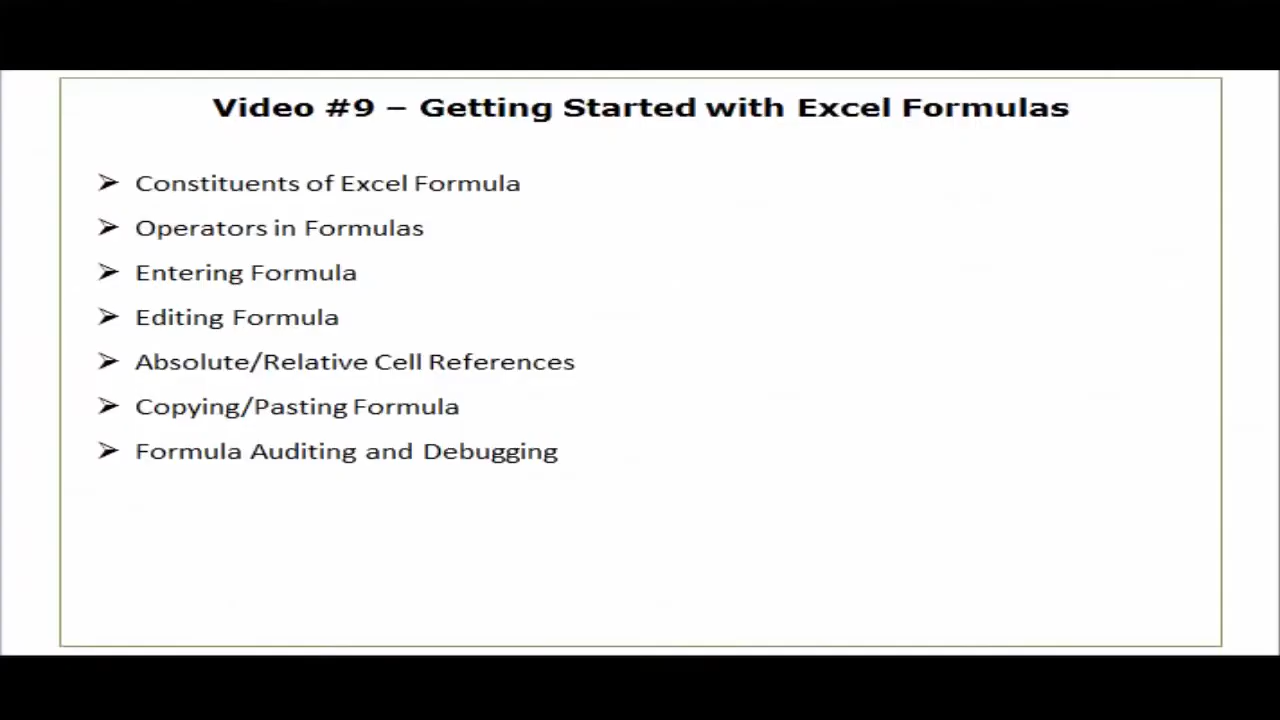 Video #9 – Getting Started with Excel Formulas
➢ Constituents of Excel Formula
➢ Operators in Formulas
➢ Entering Formula
➢ Editing Formula
➢ Absolute/Relative Cell References
➢ Copying/Pasting Formula
➢ Formula Auditing and Debugging